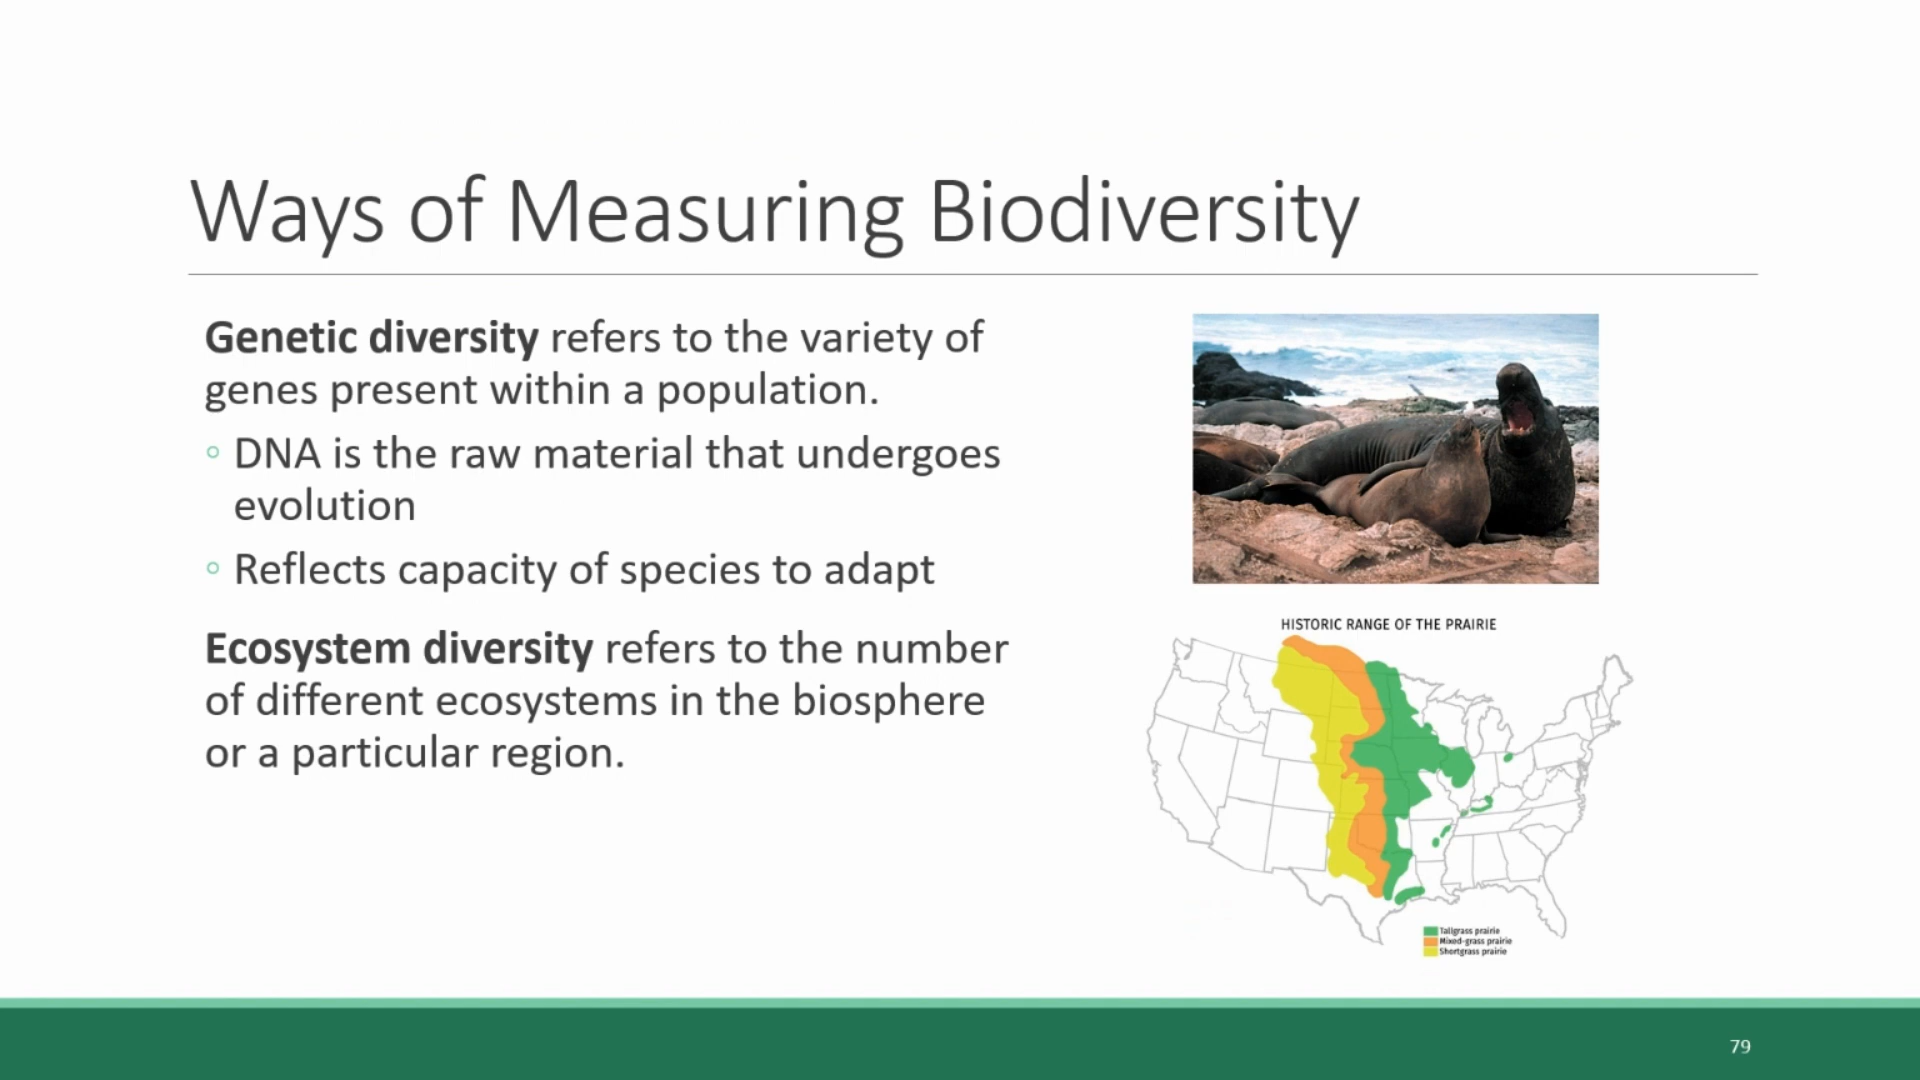 Ways of Measuring Biodiversity
Genetic diversity refers to the variety of
genes present within a population.
◦ DNA is the raw material that undergoes
evolution
◦ Reflects capacity of species to adapt
Ecosystem diversity refers to the number
of different ecosystems in the biosphere
or a particular region.
HISTORIC RANGE OF THE PRAIRIE
Tallgrass prairie
Mixed-grass prairie
Shortgrass prairie
79